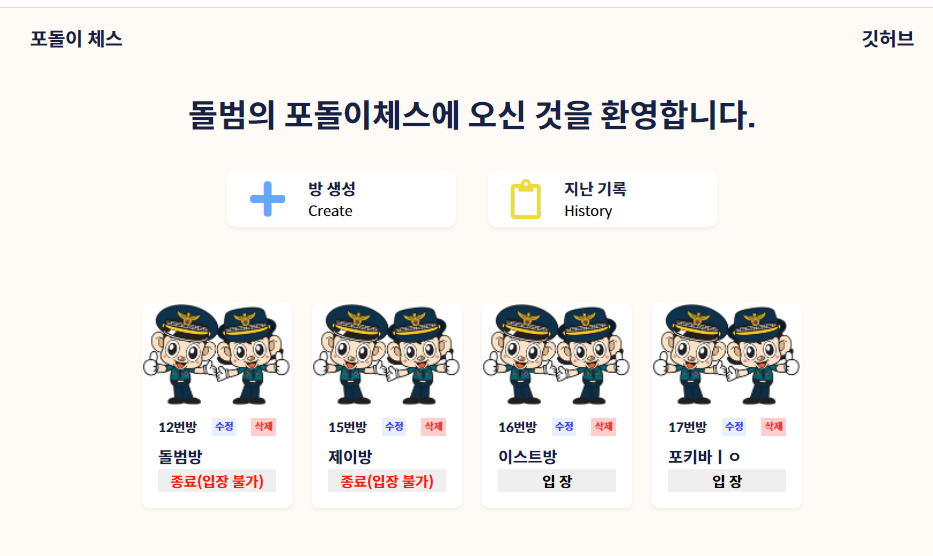 포돌이 체스
깃허브
돌범의 포돌이체스에 오신 것을 환영합니다.
방 생성
Create
지난 기록
History
12번방 수정 삭제
돌범방
종료(입장 불가)
15번방 수정 삭제
제이방
종료(입장 불가)
16번방 수정 삭제
이스트방
입 장
17번방 수정 삭제
포키바ㅣㅇ
입 장